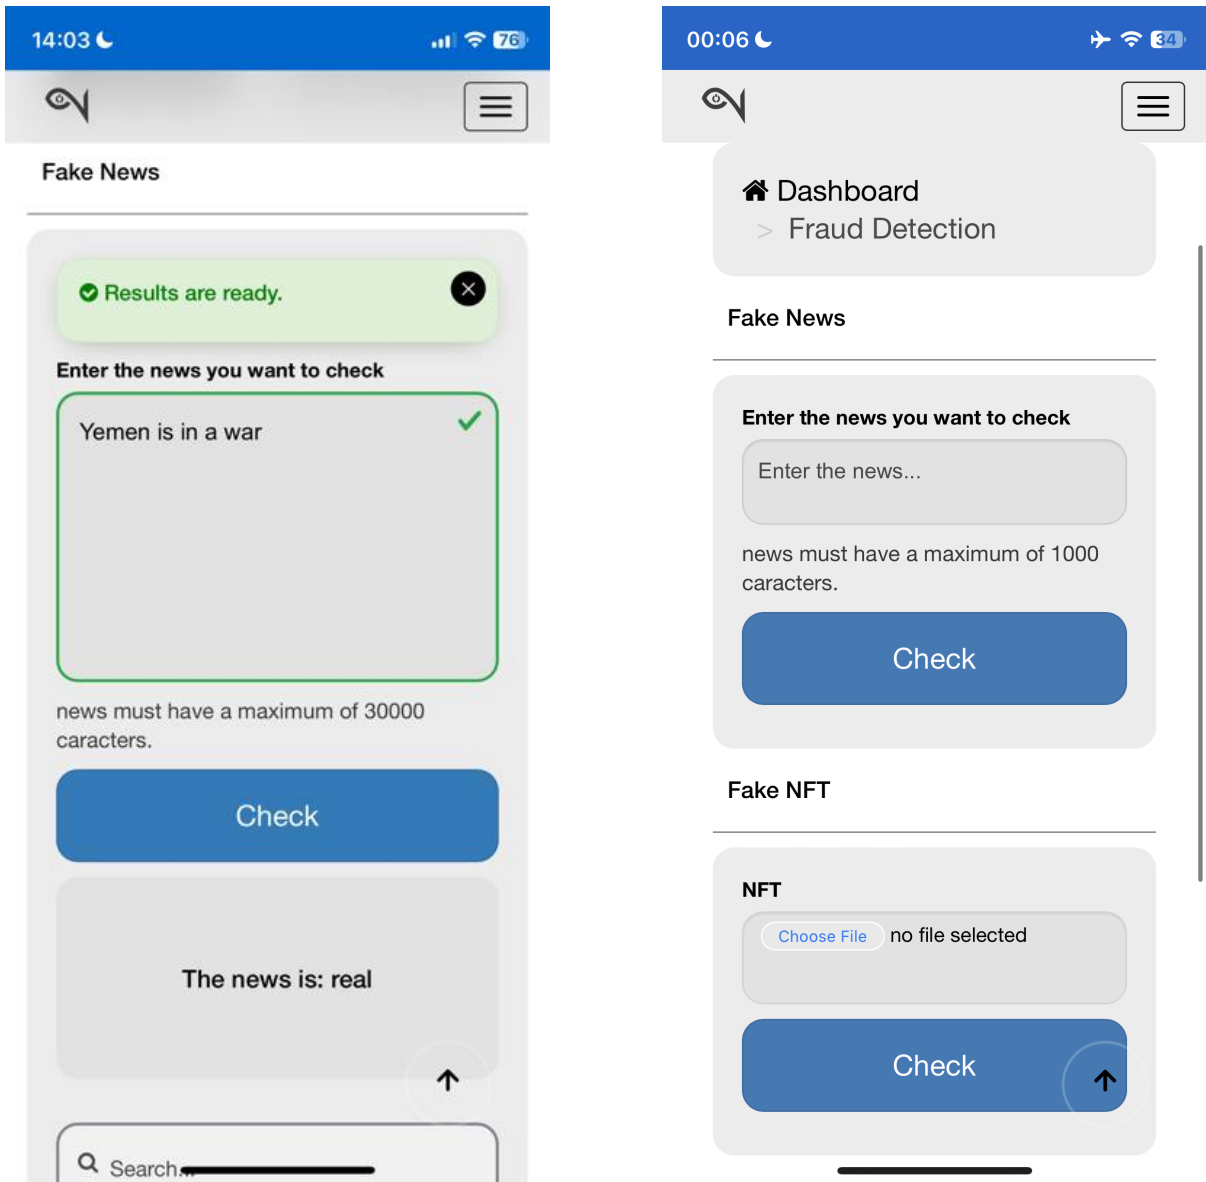 14:03
76
Fake News
Results are ready.
Enter the news you want to check
Yemen is in a war
news must have a maximum of 30000
caracters.
Check
The news is: real
Search...
00:06
34
Dashboard
> Fraud Detection
Fake News
Enter the news you want to check
Enter the news...
news must have a maximum of 1000
caracters.
Check
Fake NFT
NFT
Choose File no file selected
Check